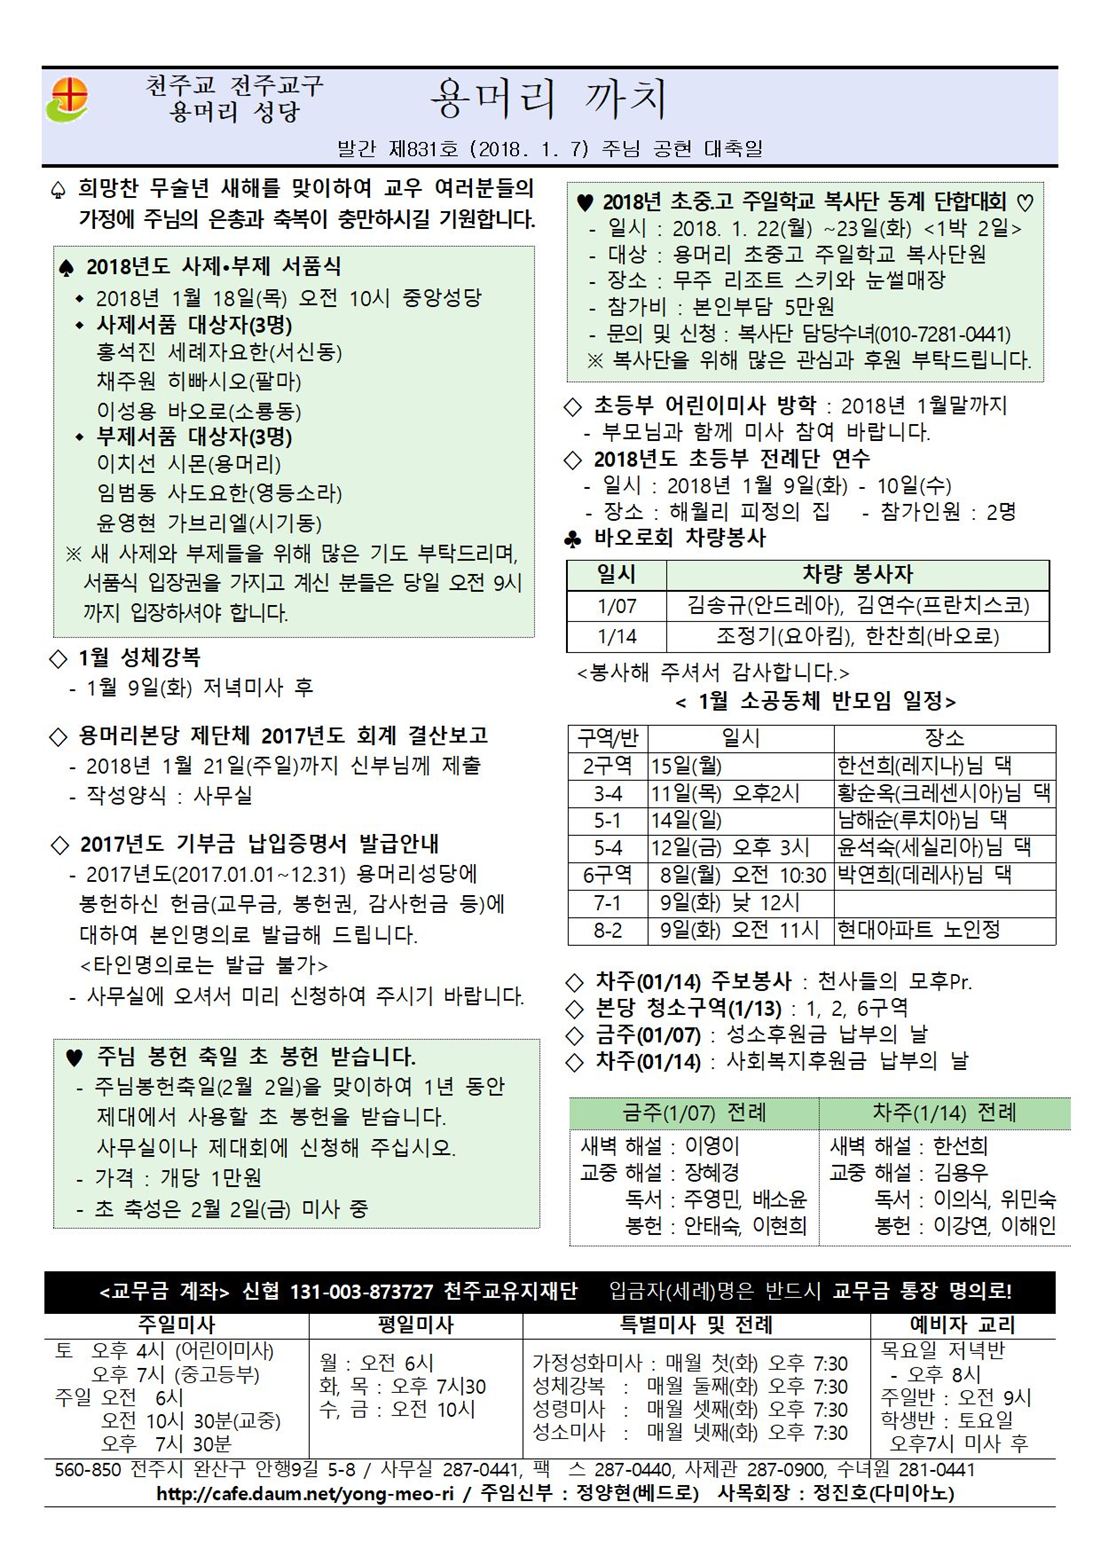 천주교 전주교구
용머리 성당
용머리 까치
발간 제831호 (2018. 1. 7) 주님 공현 대축일
♤ 희망찬 무술년 새해를 맞이하여 교우 여러분들의
가정에 주님의 은총과 축복이 충만하시길 기원합니다.
♠ 2018년도 사제•부제 서품식
◆ 2018년 1월 18일(목) 오전 10시 중앙성당
◆ 사제서품 대상자(3명)
홍석진 세례자요한(서신동)
채주원 히빠시오(팔마)
이성용 바오로(소룡동)
◆ 부제서품 대상자(3명)
이치선 시몬(용머리)
임범동 사도요한(영등소라)
윤영현 가브리엘(시기동)
※ 새 사제와 부제들을 위해 많은 기도 부탁드리며,
서품식 입장권을 가지고 계신 분들은 당일 오전 9시
까지 입장하셔야 합니다.
◇ 1월 성체강복
- 1월 9일(화) 저녁미사 후
◇ 용머리본당 제단체 2017년도 회계 결산보고
- 2018년 1월 21일(주일)까지 신부님께 제출
- 작성양식 : 사무실
◇ 2017년도 기부금 납입증명서 발급안내
- 2017년도(2017.01.01~12.31) 용머리성당에
봉헌하신 헌금(교무금, 봉헌권, 감사헌금 등)에
대하여 본인명의로 발급해 드립니다.
<타인명의로는 발급 불가>
- 사무실에 오셔서 미리 신청하여 주시기 바랍니다.
♥ 주님 봉헌 축일 초 봉헌 받습니다.
- 주님봉헌축일(2월 2일)을 맞이하여 1년 동안
제대에서 사용할 초 봉헌을 받습니다.
사무실이나 제대회에 신청해 주십시오.
- 가격 : 개당 1만원
- 초 축성은 2월 2일(금) 미사 중
♥ 2018년 초.중.고 주일학교 복사단 동계 단합대회 ♡
- 일시 : 2018. 1. 22(월) ~23일(화) <1박 2일>
- 대상 : 용머리 초중고 주일학교 복사단원
- 장소 : 무주 리조트 스키와 눈썰매장
- 참가비 : 본인부담 5만원
- 문의 및 신청 : 복사단 담당수녀(010-7281-0441)
※ 복사단을 위해 많은 관심과 후원 부탁드립니다.
◇ 초등부 어린이미사 방학 : 2018년 1월말까지
- 부모님과 함께 미사 참여 바랍니다.
◇ 2018년도 초등부 전례단 연수
- 일시 : 2018년 1월 9일(화) - 10일(수)
- 장소 : 해월리 피정의 집 - 참가인원 : 2명
♣ 바오로회 차량봉사
일시 차량 봉사자
1/07 김송규(안드레아), 김연수(프란치스코)
1/14 조정기(요아킴), 한찬희(바오로)
<봉사해 주셔서 감사합니다.>
< 1월 소공동체 반모임 일정>
구역/반 일시 장소
2구역 15일(월) 한선희(레지나)님 댁
3-4 11일(목) 오후2시 황순옥(크레센시아)님 댁
5-1 14일(일) 남해순(루치아)님 댁
5-4 12일(금) 오후 3시 윤석숙(세실리아)님 댁
6구역 8일(월) 오전 10:30 박연희(데레사)님 댁
7-1 9일(화) 낮 12시
8-2 9일(화) 오전 11시 현대아파트 노인정
◇ 차주(01/14) 주보봉사 : 천사들의 모후Pr.
◇ 본당 청소구역(1/13) : 1, 2, 6구역
◇ 금주(01/07) : 성소후원금 납부의 날
◇ 차주(01/14) : 사회복지후원금 납부의 날
금주(1/07) 전례 차주(1/14) 전례
새벽 해설 : 이영이 새벽 해설 : 한선희
교중 해설 : 장혜경 교중 해설 : 김용우
독서 : 주영민, 배소윤 독서 : 이의식, 위민숙
봉헌 : 안태숙, 이현희 봉헌 : 이강연, 이해인
<교무금 계좌> 신협 131-003-873727 천주교유지재단 입금자(세례)명은 반드시 교무금 통장 명의로!
주일미사 평일미사 특별미사 및 전례 예비자 교리
토 오후 4시 (어린이미사)
오후 7시 (중고등부)
주일 오전 6시
오전 10시 30분(교중)
오후 7시 30분
월 : 오전 6시
화, 목 : 오후 7시30
수, 금 : 오전 10시
가정성화미사 : 매월 첫(화) 오후 7:30
성체강복 : 매월 둘째(화) 오후 7:30
성령미사 : 매월 셋째(화) 오후 7:30
성소미사 : 매월 넷째(화) 오후 7:30
목요일 저녁반
- 오후 8시
주일반 : 오전 9시
학생반 : 토요일
오후7시 미사 후
560-850 전주시 완산구 안행9길 5-8 / 사무실 287-0441, 팩 스 287-0440, 사제관 287-0900, 수녀원 281-0441
http://cafe.daum.net/yong-meo-ri / 주임신부 : 정양현(베드로) 사목회장 : 정진호(다미아노)